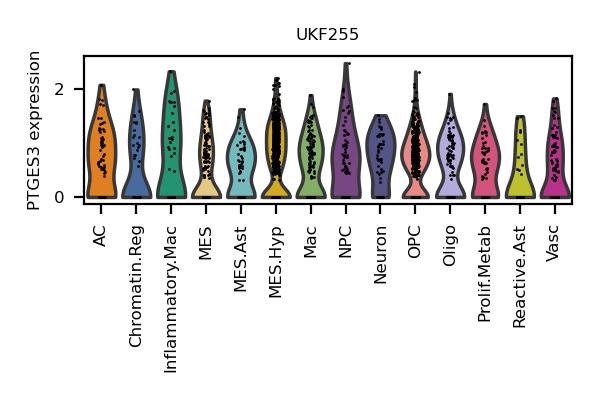 UKF255
PTGES3 expression
2
0
AC
Chromatin.Reg
Inflammatory.Mac
MES
MES.Ast
MES.Hyp
Mac
NPC
Neuron
OPC
Oligo
Prolif.Metab
Reactive.Ast
Vasc